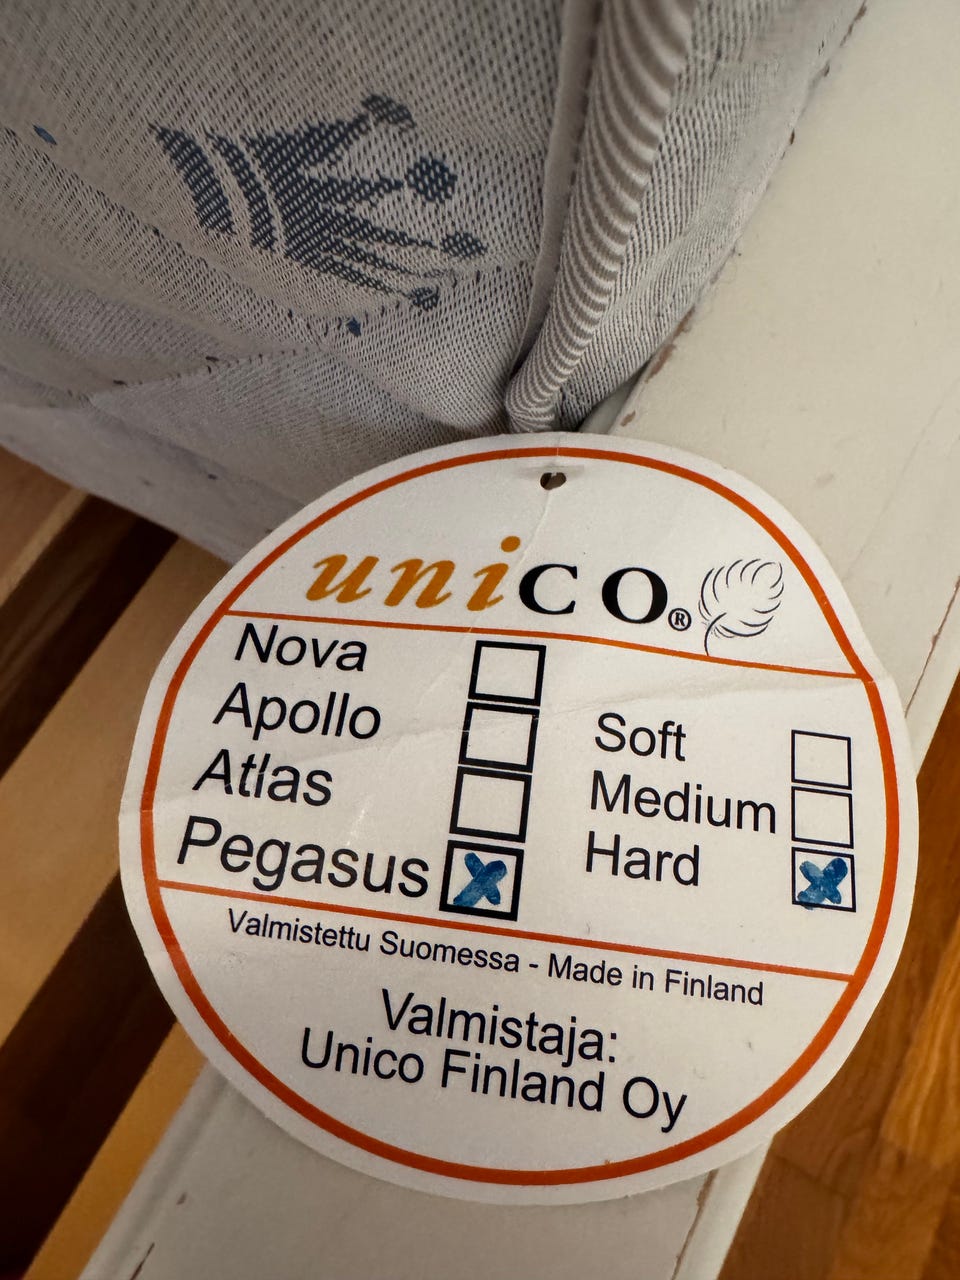 unico®
Nova
Apollo
Atlas
Pegasus
Soft
Medium
Hard
Valmistettu Suomessa - Made in Finland
Valmistaja:
Unico Finland Oy